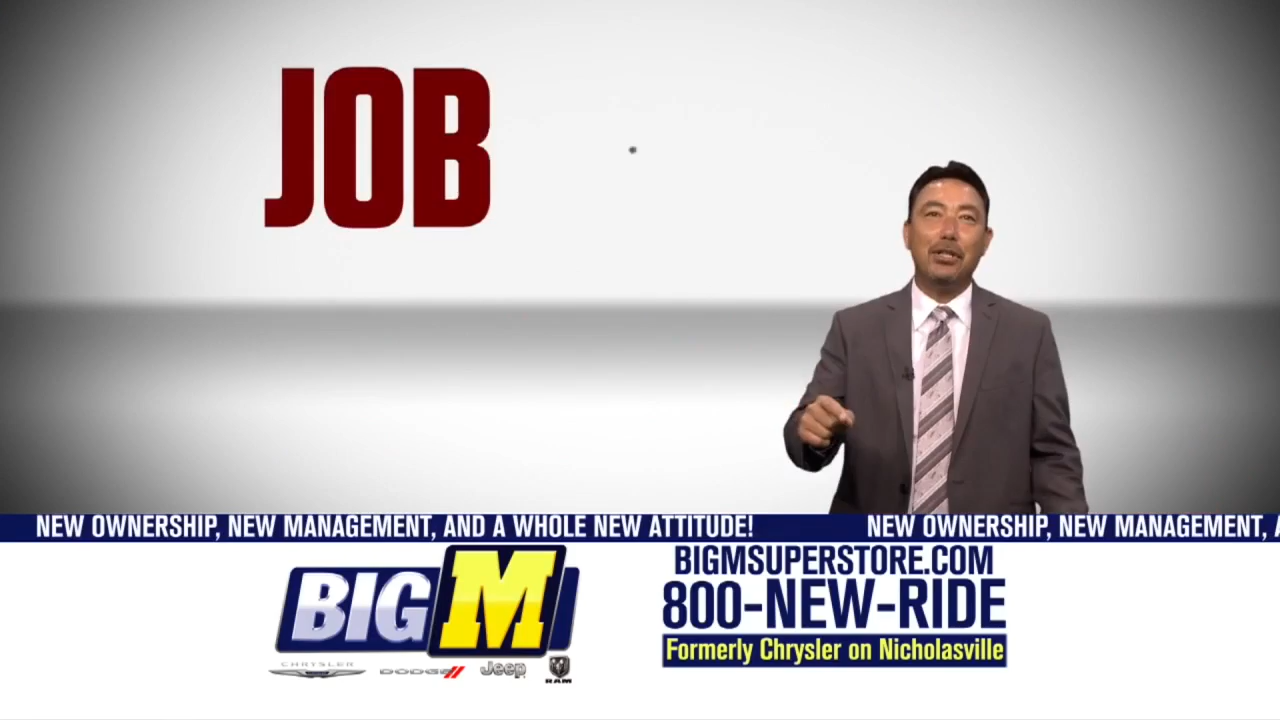 JOB
NEW OWNERSHIP, NEW MANAGEMENT, AND A WHOLE NEW ATTITUDE! NEW OWNERSHIP, NEW MANAGEMENT, A
BIG M
CHRYSLER DODGE Jeep RAM
BIGMSUPERSTORE.COM
800-NEW-RIDE
Formerly Chrysler on Nicholasville